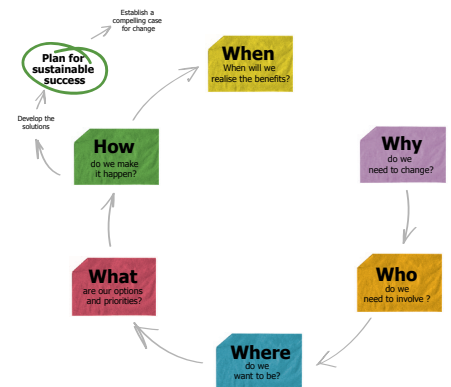 Establish a
compelling case
for change
Plan for
sustainable
success
Develop the
solutions
When
When will we
realise the benefits?
How
do we make
it happen?
Why
do we
need to change?
What
are our options
and priorities?
Who
do we
need to involve ?
Where
do we
want to be?